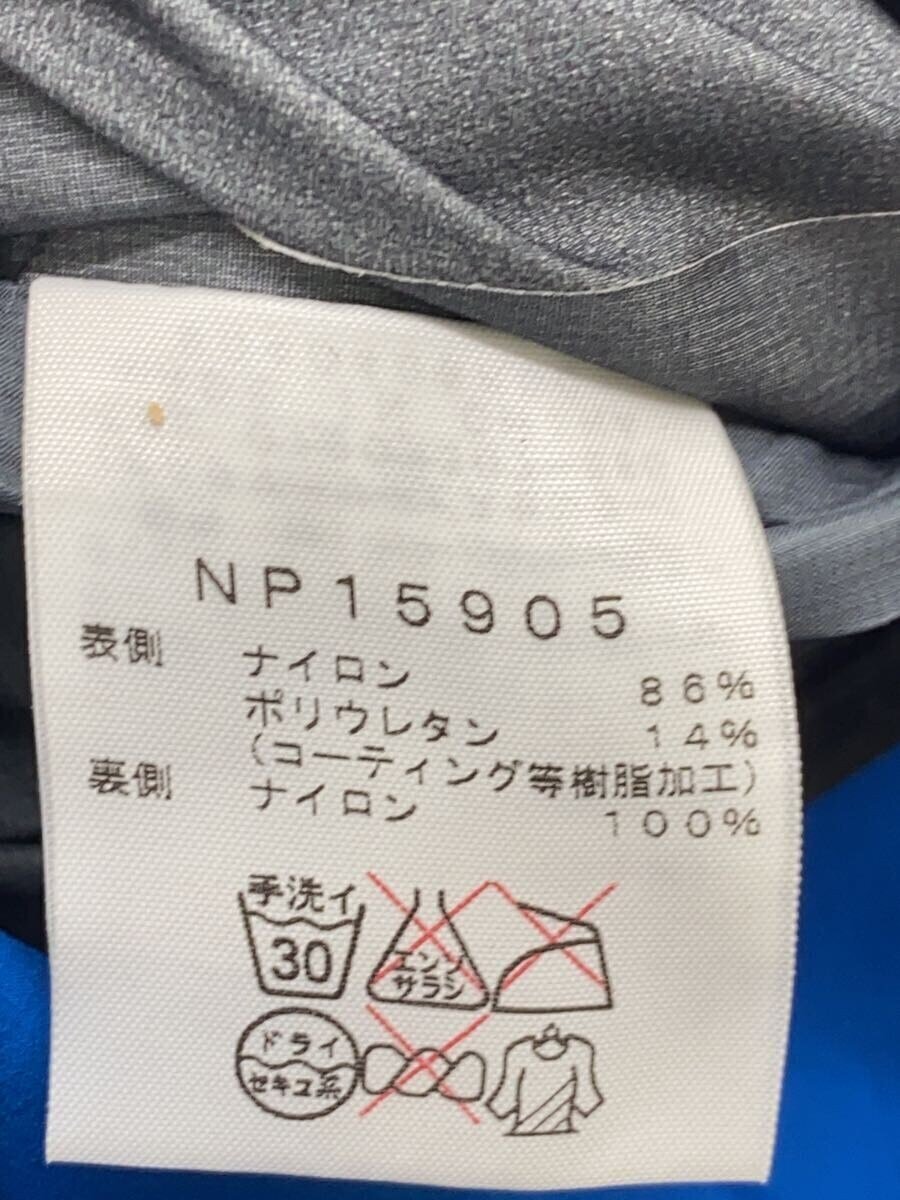 NP15905
表側 ナイロン 86%
ポリウレタン 14%
(コーティング等樹脂加工)
裏側 ナイロン 100%
手洗イ
30
エンソ
サラシ
ドライ
セキユ系